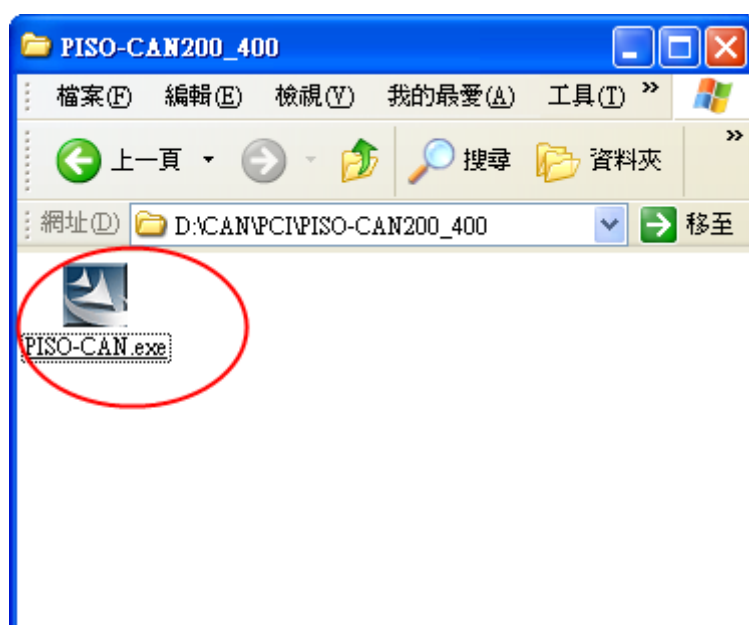 PISO-CAN200_400
檔案(F) 編輯(E) 檢視(V) 我的最愛(A) 工具(T) »
上一頁 搜尋 資料夾 »
網址(D) D:\CAN\PCI\PISO-CAN200_400 移至
PISO-CAN.exe